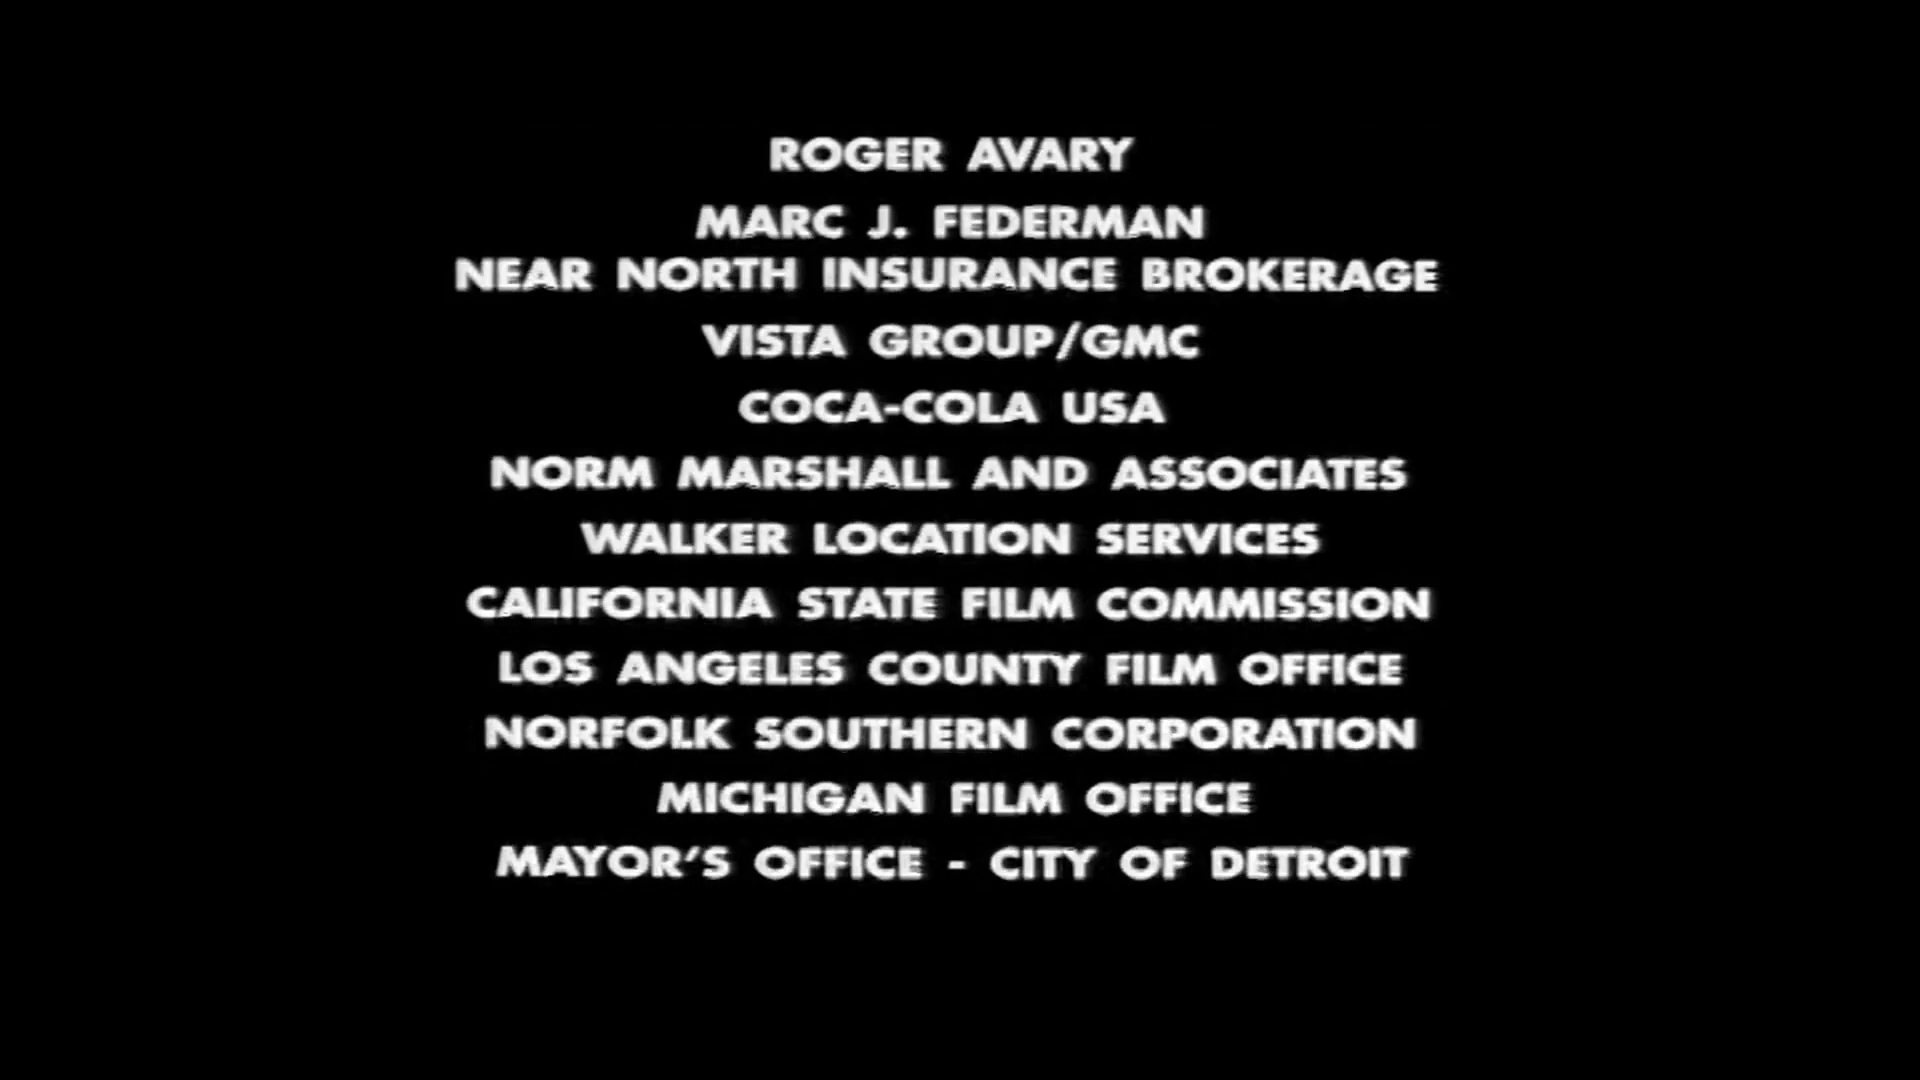 ROGER AVARY
MARC J. FEDERMAN
NEAR NORTH INSURANCE BROKERAGE
VISTA GROUP/GMC
COCA-COLA USA
NORM MARSHALL AND ASSOCIATES
WALKER LOCATION SERVICES
CALIFORNIA STATE FILM COMMISSION
LOS ANGELES COUNTY FILM OFFICE
NORFOLK SOUTHERN CORPORATION
MICHIGAN FILM OFFICE
MAYOR'S OFFICE - CITY OF DETROIT